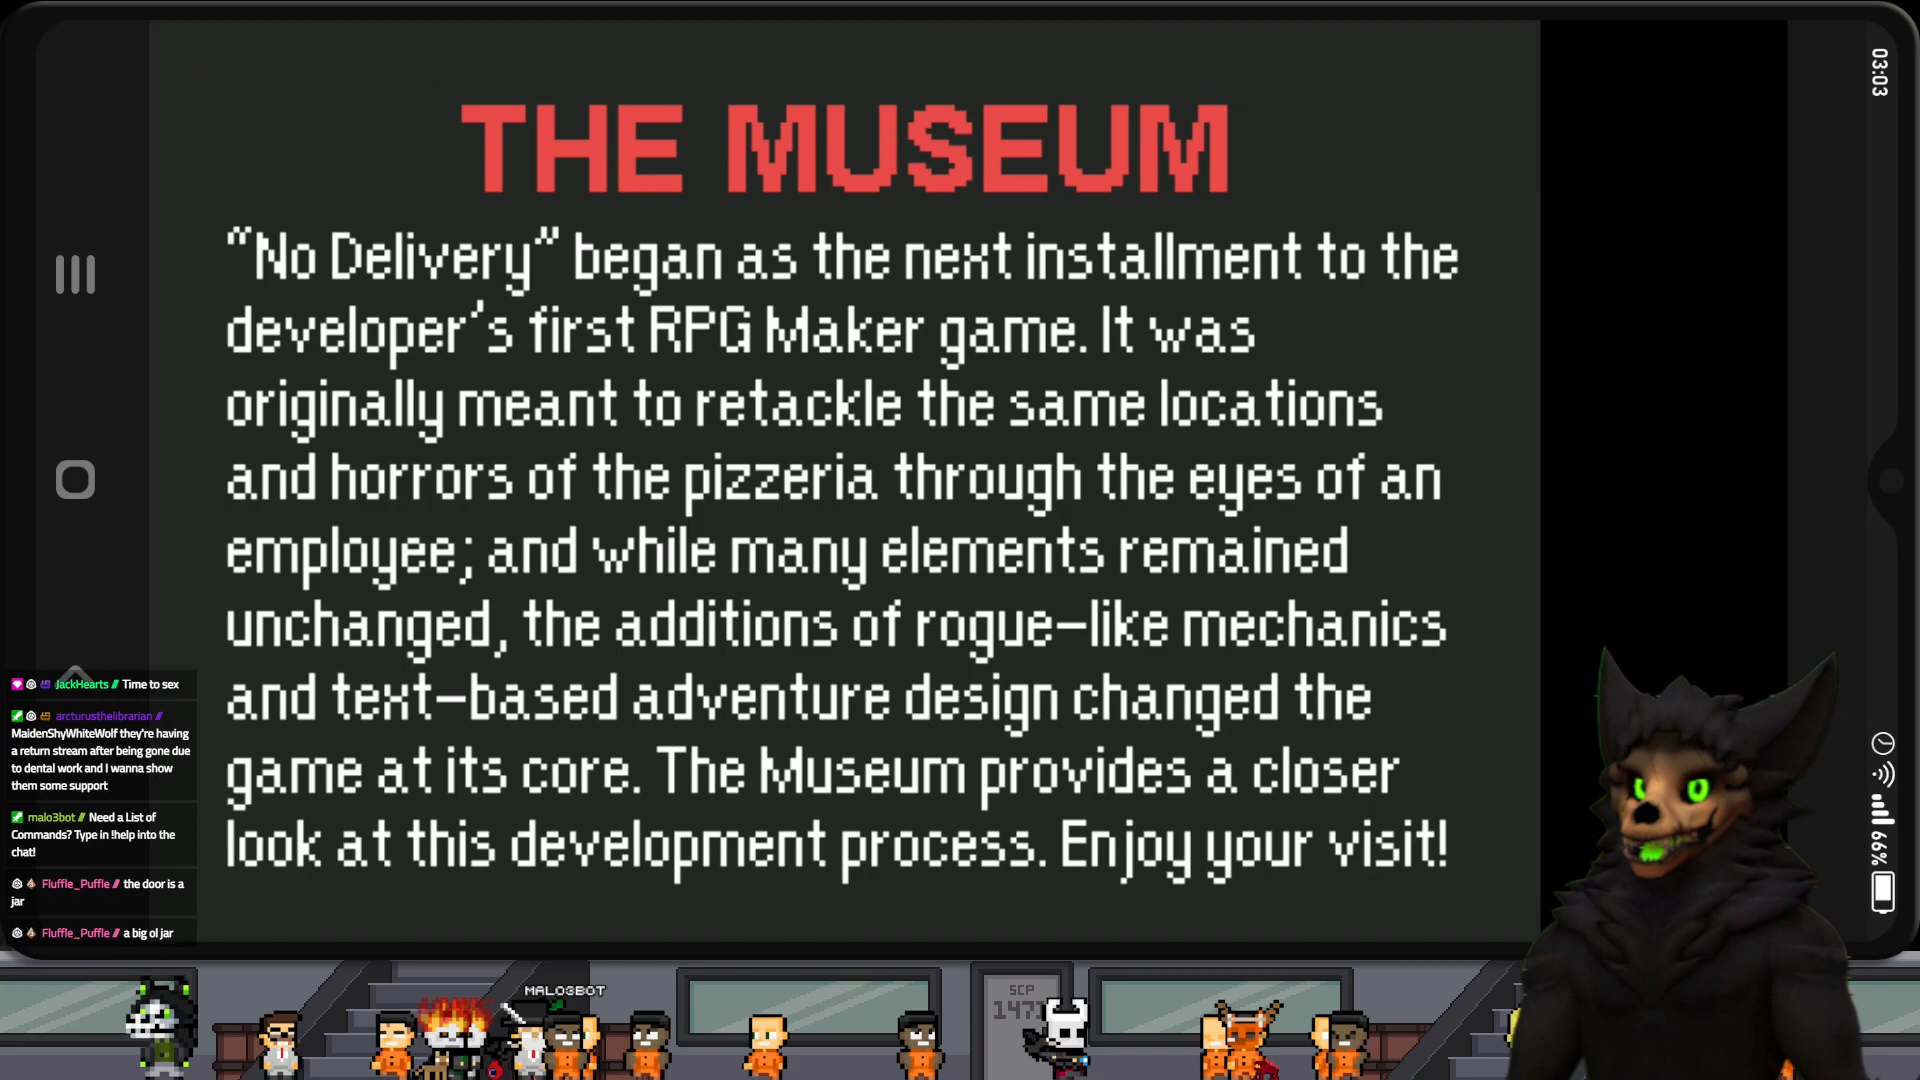 THE MUSEUM
“No Delivery” began as the next installment to the
developer’s first RPG Maker game. It was
originally meant to retackle the same locations
and horrors of the pizzeria through the eyes of an
employee; and while many elements remained
unchanged, the additions of rogue-like mechanics
and text-based adventure design changed the
game at its core. The Museum provides a closer
look at this development process. Enjoy your visit!
03:03
66%
JackHearts // Time to sex
arcturusthelibrarian //
MaidenShyWhiteWolf they're having
a return stream after being gone due
to dental work and I wanna show
them some support
malo3bot // Need a List of
Commands? Type in !help into the
chat!
Fluffle_Puffle // the door is a
jar
Fluffle_Puffle // a big ol jar
MALO3BOT
SCP